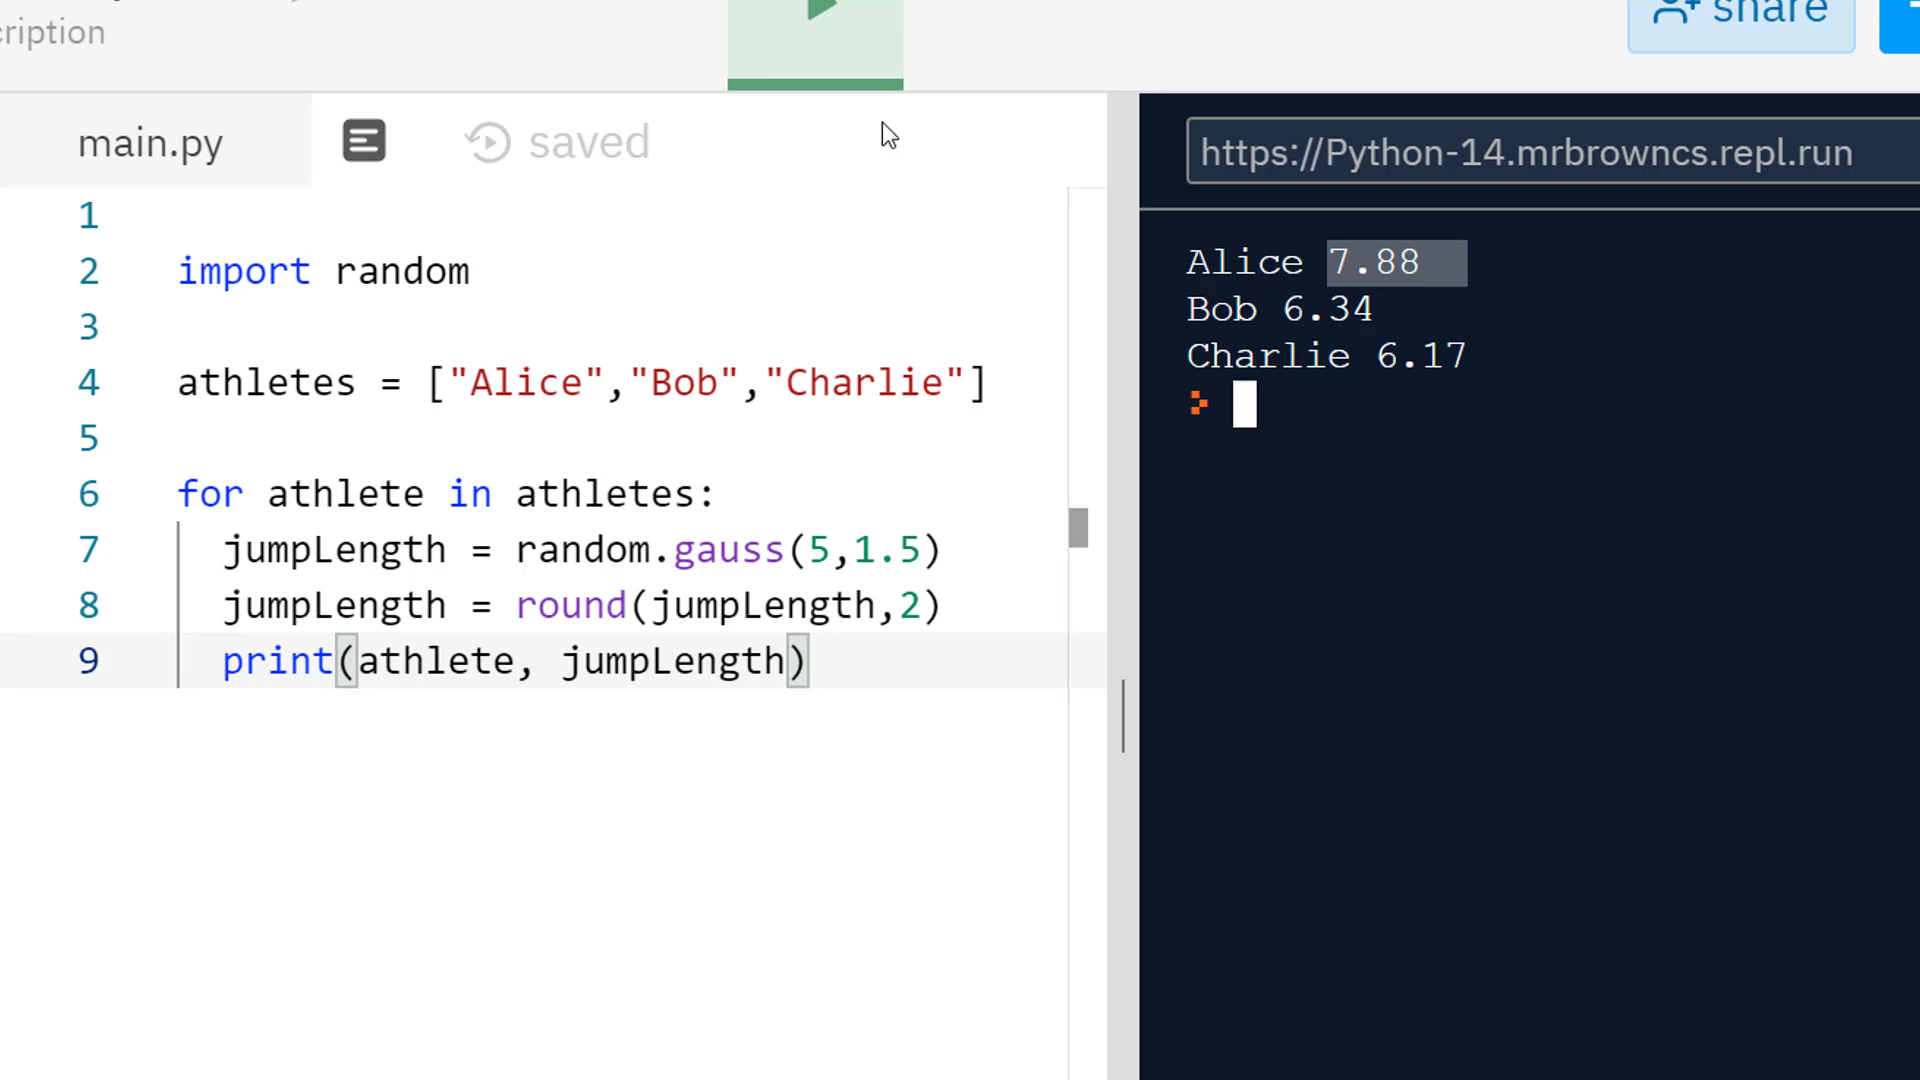 cription
share
main.py
saved
https://Python-14.mrbrowncs.repl.run
1
2 import random
3
4 athletes = ["Alice","Bob","Charlie"]
5
6 for athlete in athletes:
7 jumpLength = random.gauss(5,1.5)
8 jumpLength = round(jumpLength,2)
9 print(athlete, jumpLength)
Alice 7.88
Bob 6.34
Charlie 6.17